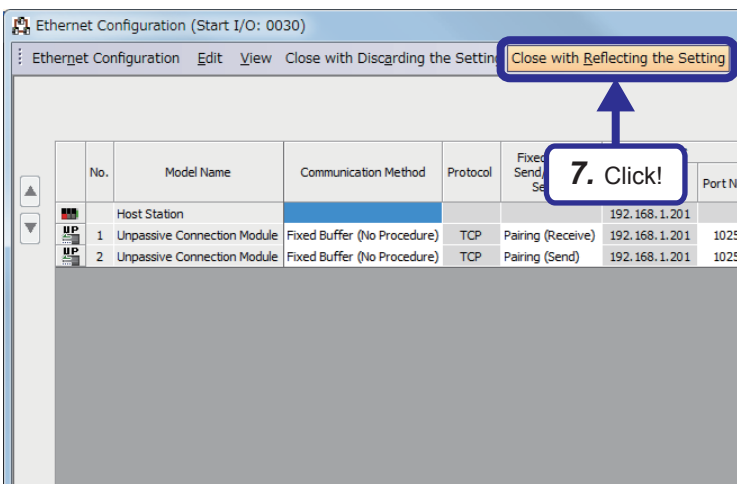 Ethernet Configuration (Start I/O: 0030)
Ethernet Configuration Edit View Close with Discarding the Setting Close with Reflecting the Setting
7. Click!
No. Model Name Communication Method Protocol Port
Host Station 192.168.1.201
UP 1 Unpassive Connection Module Fixed Buffer (No Procedure) TCP Pairing (Receive) 192.168.1.201 1025
UP 2 Unpassive Connection Module Fixed Buffer (No Procedure) TCP Pairing (Send) 192.168.1.201 1025